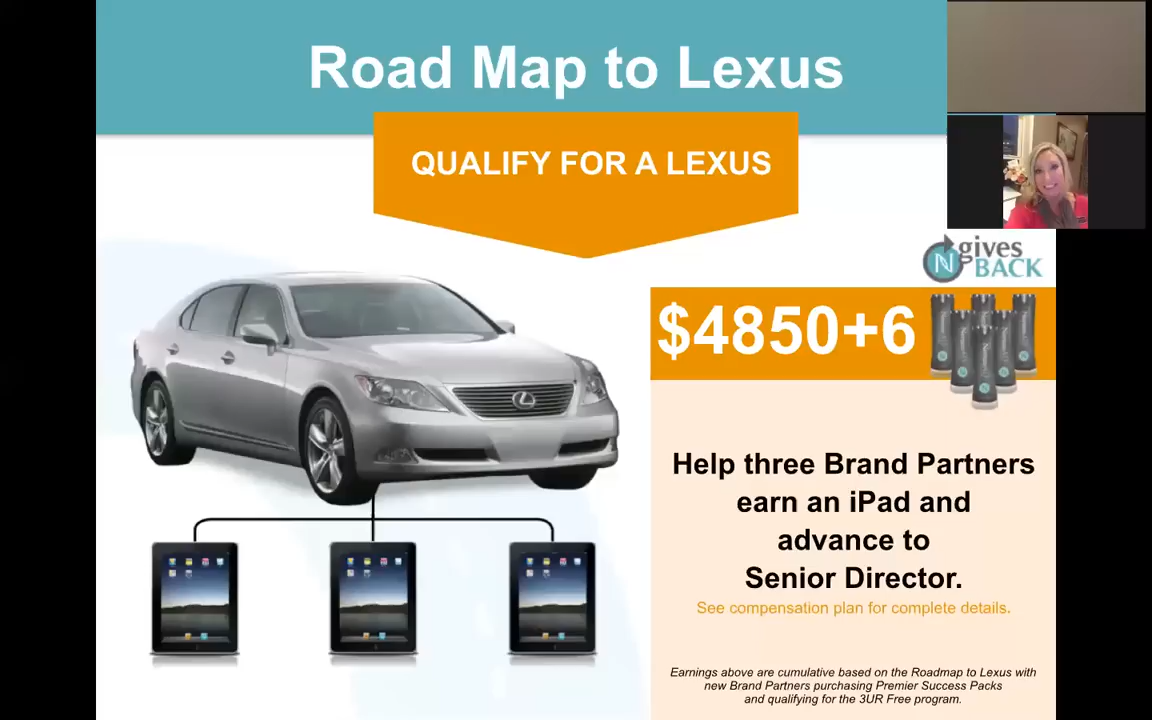 Road Map to Lexus
QUALIFY FOR A LEXUS
N gives
BACK
$4850+6
Help three Brand Partners
earn an iPad and
advance to
Senior Director.
See compensation plan for complete details.
Earnings above are cumulative based on the Roadmap to Lexus with
new Brand Partners purchasing Premier Success Packs
and qualifying for the 3UR Free program.